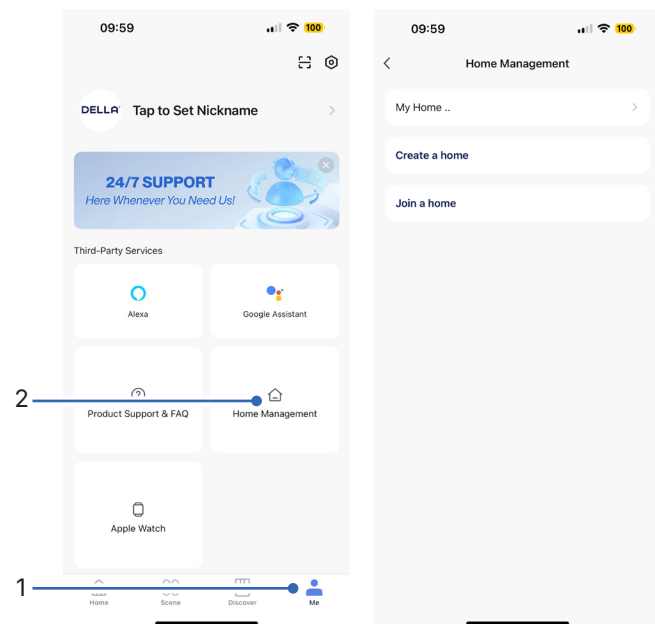 09:59
100
DELLA
Tap to Set Nickname
24/7 SUPPORT
Here Whenever You Need Us!
Third-Party Services
Alexa
Google Assistant
2
Product Support & FAQ
Home Management
Apple Watch
1
Home
Scene
Discover
Me
09:59
100
Home Management
My Home ..
Create a home
Join a home